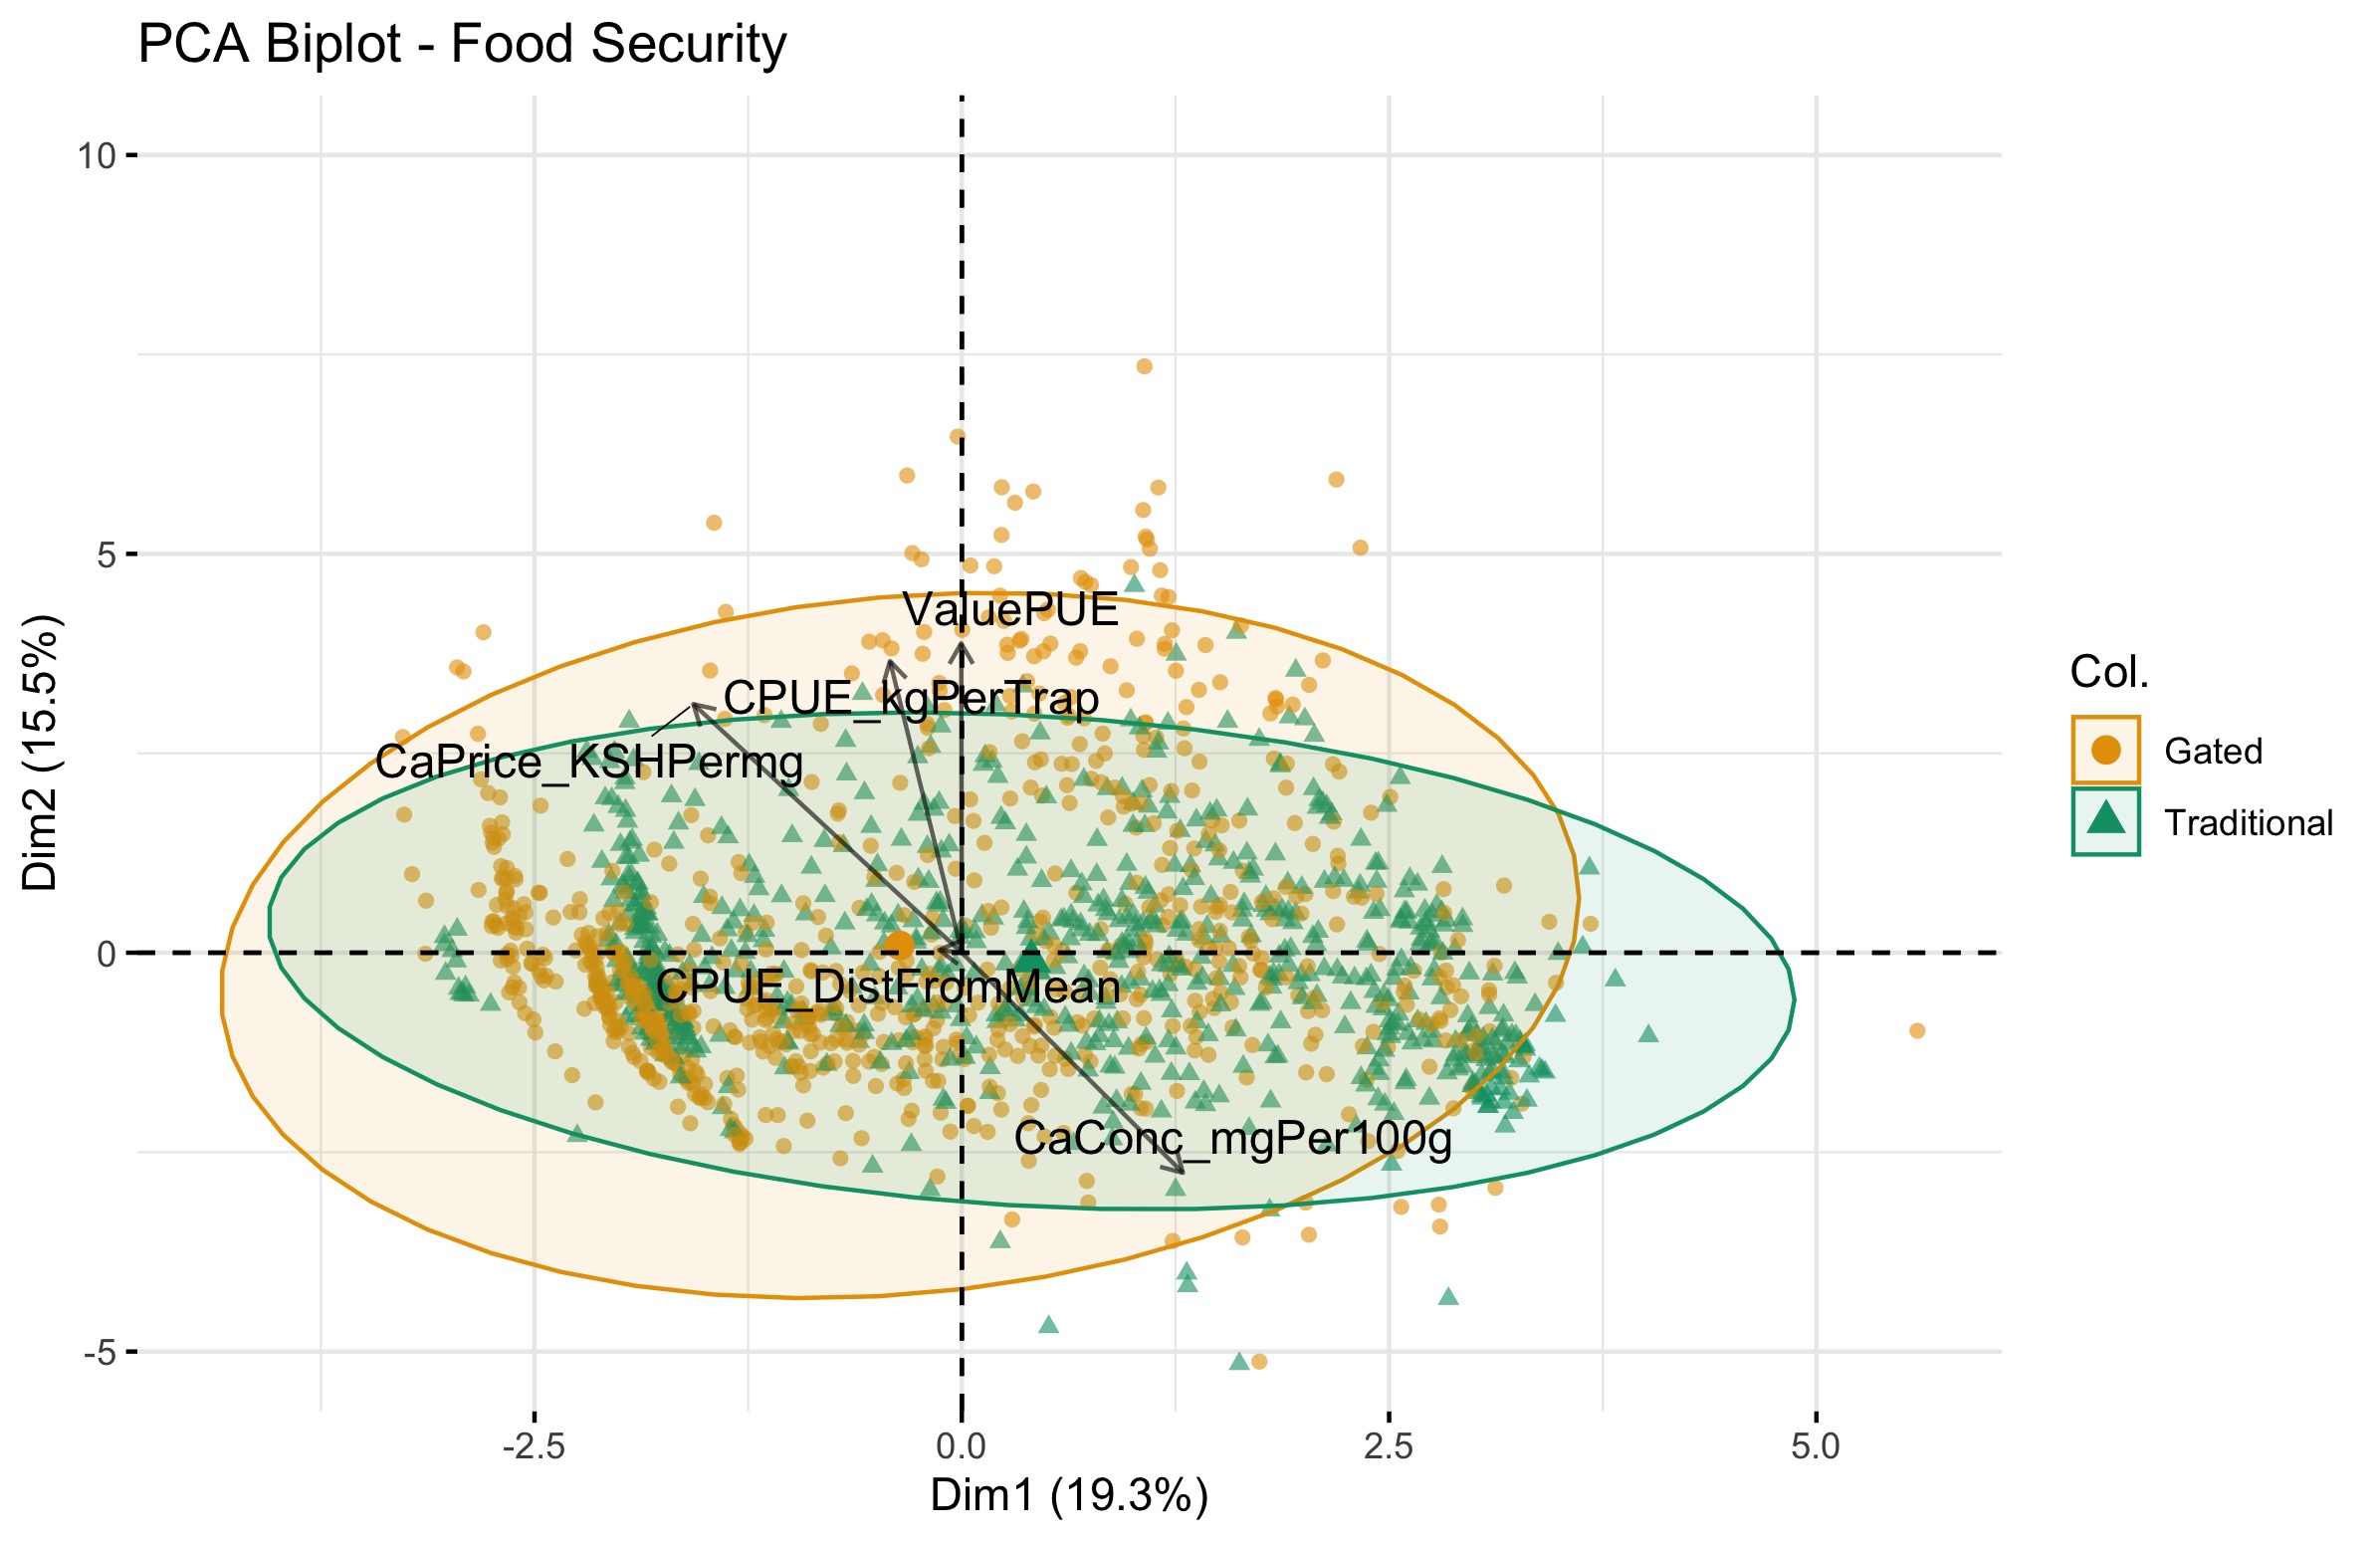 PCA Biplot - Food Security
10
5
0
-5
Dim2 (15.5%)
ValuePUE
CPUE_kgPerTrap
CaPrice_KSHPermg
CPUE_DistFromMean
CaConc_mgPer100g
-2.5
0.0
2.5
5.0
Dim1 (19.3%)
Col.
Gated
Traditional